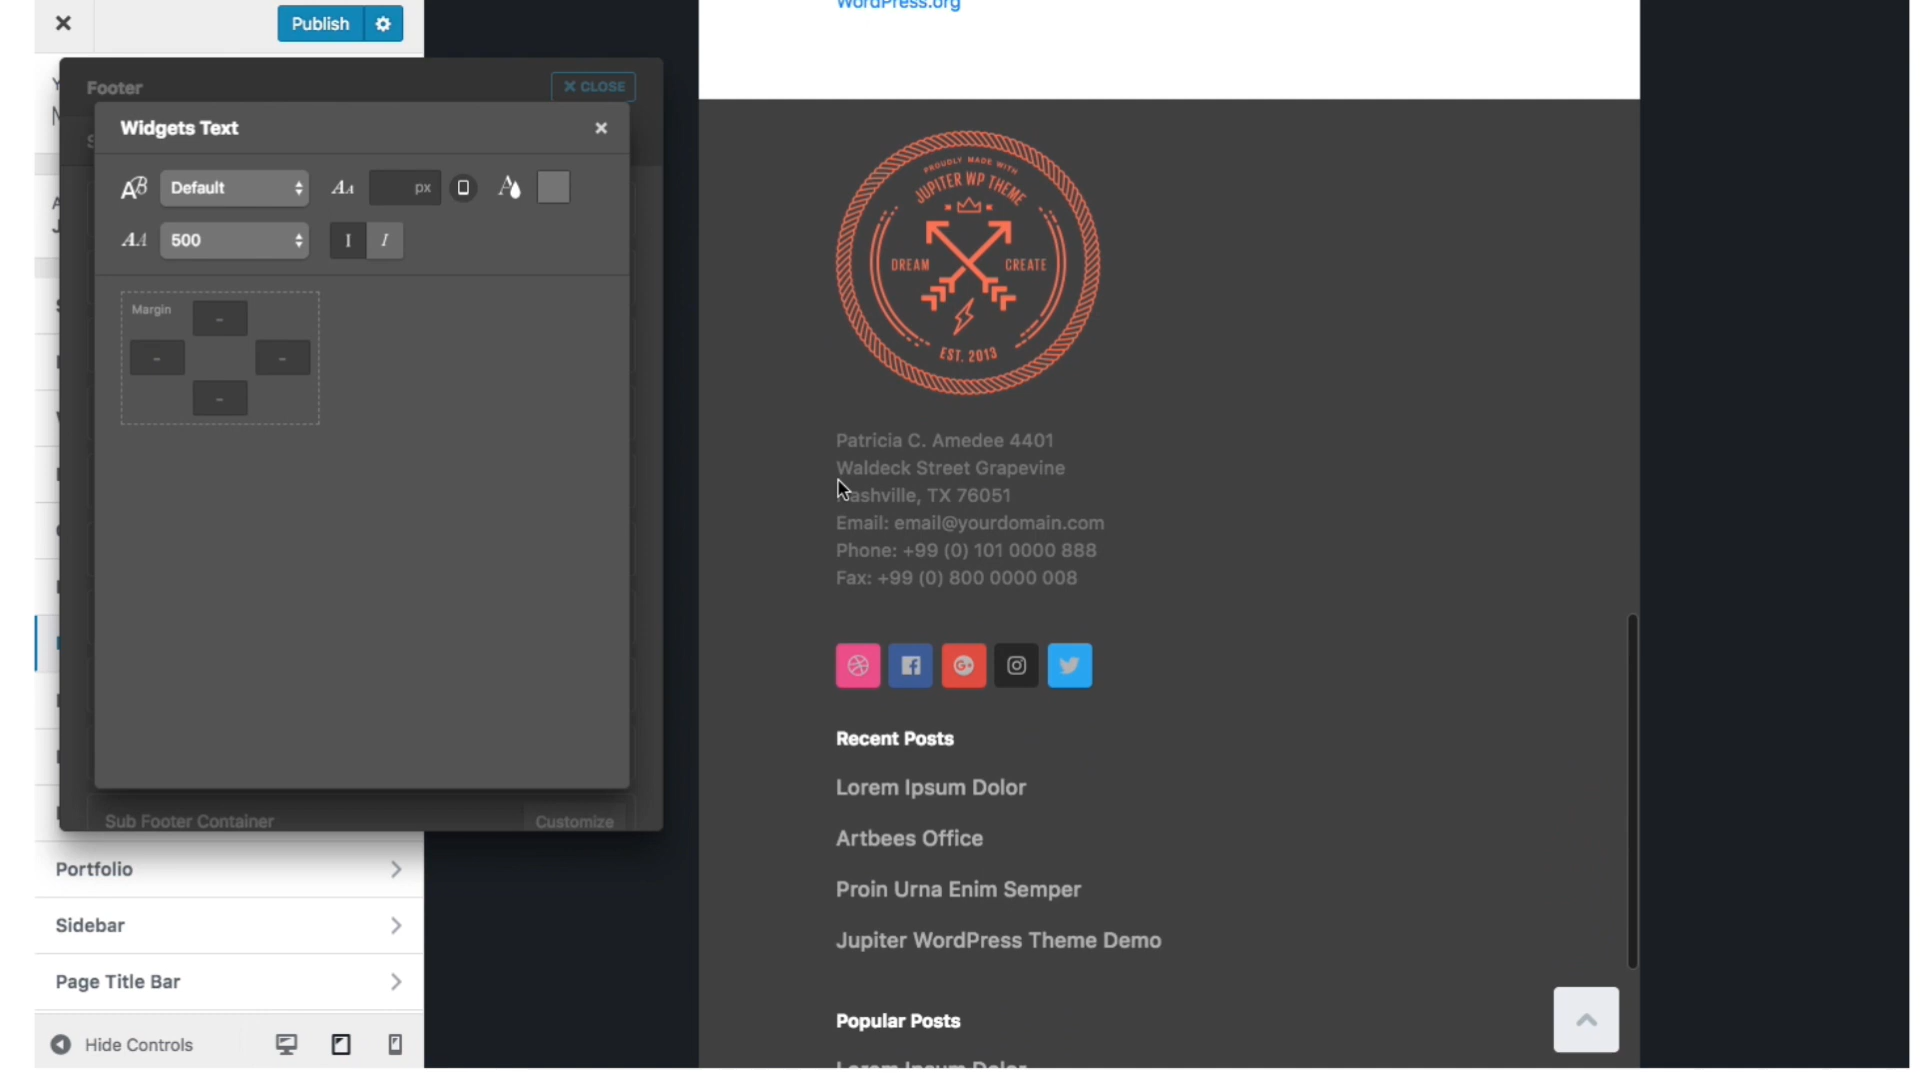 WordPress.org
Publish
Footer
CLOSE
Widgets Text
Default
px
500
I
I
Margin
-
-
-
-
Sub Footer Container
Customize
Portfolio
Sidebar
Page Title Bar
Hide Controls
PROUDLY MADE WITH
JUPITER WP THEME
DREAM
CREATE
EST. 2013
Patricia C. Amedee 4401
Waldeck Street Grapevine
ashville, TX 76051
Email: email@yourdomain.com
Phone: +99 (0) 101 0000 888
Fax: +99 (0) 800 0000 008
Recent Posts
Lorem Ipsum Dolor
Artbees Office
Proin Urna Enim Semper
Jupiter WordPress Theme Demo
Popular Posts
Lorem Ipsum Dolor